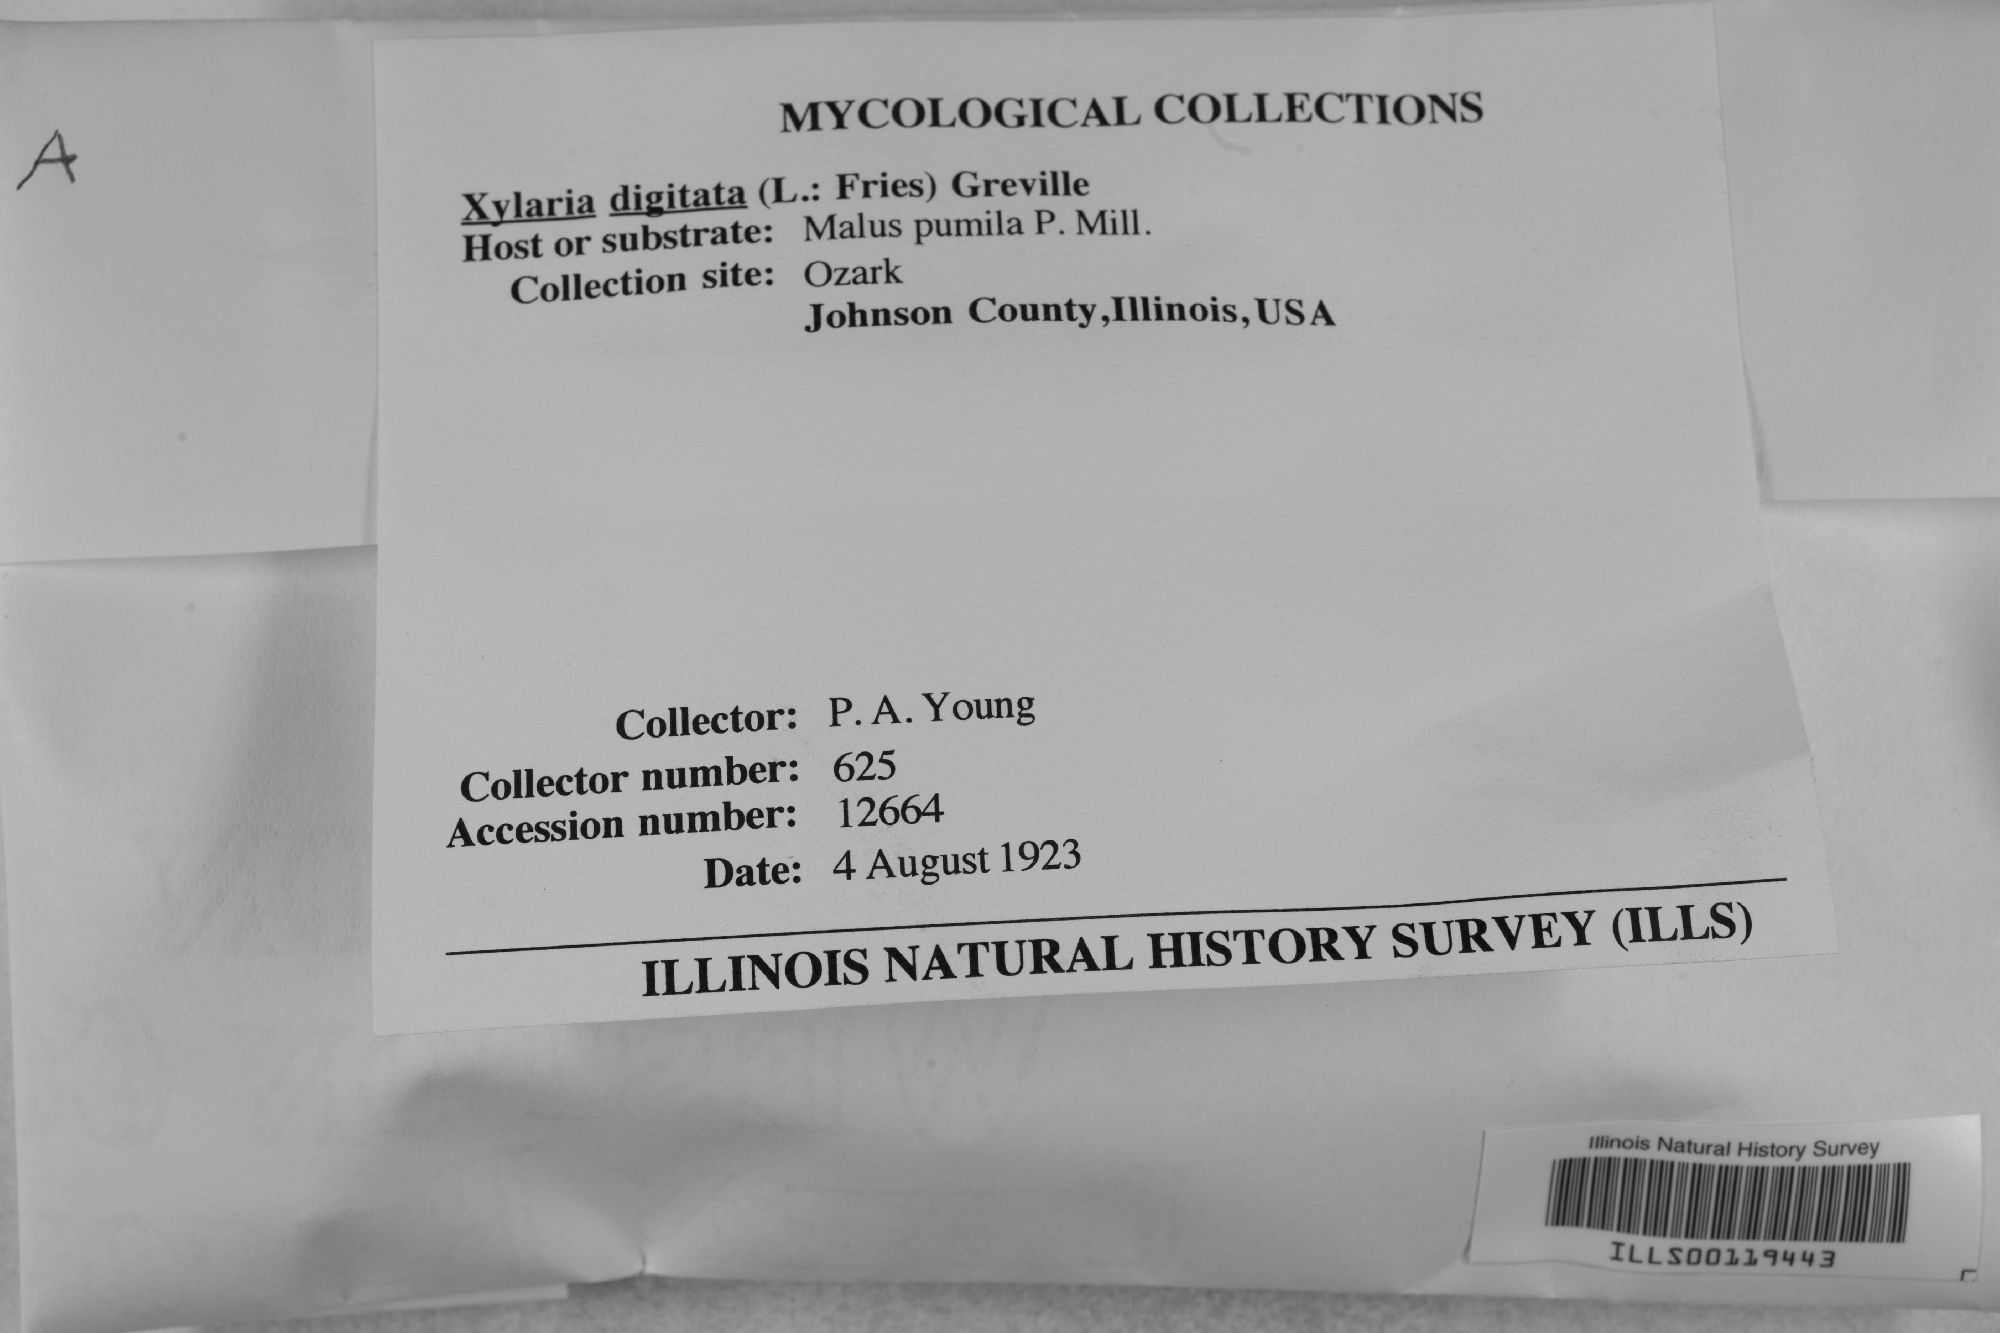 A
MYCOLOGICAL COLLECTIONS
Xylaria digitata (L.: Fries) Greville
Host or substrate: Malus pumila P. Mill.
Collection site: Ozark
Johnson County,Illinois,USA
Collector: P. A. Young
Collector number: 625
Accession number: 12664
Date: 4 August 1923
ILLINOIS NATURAL HISTORY SURVEY (ILLS)
Illinois Natural History Survey
ILLS00119443